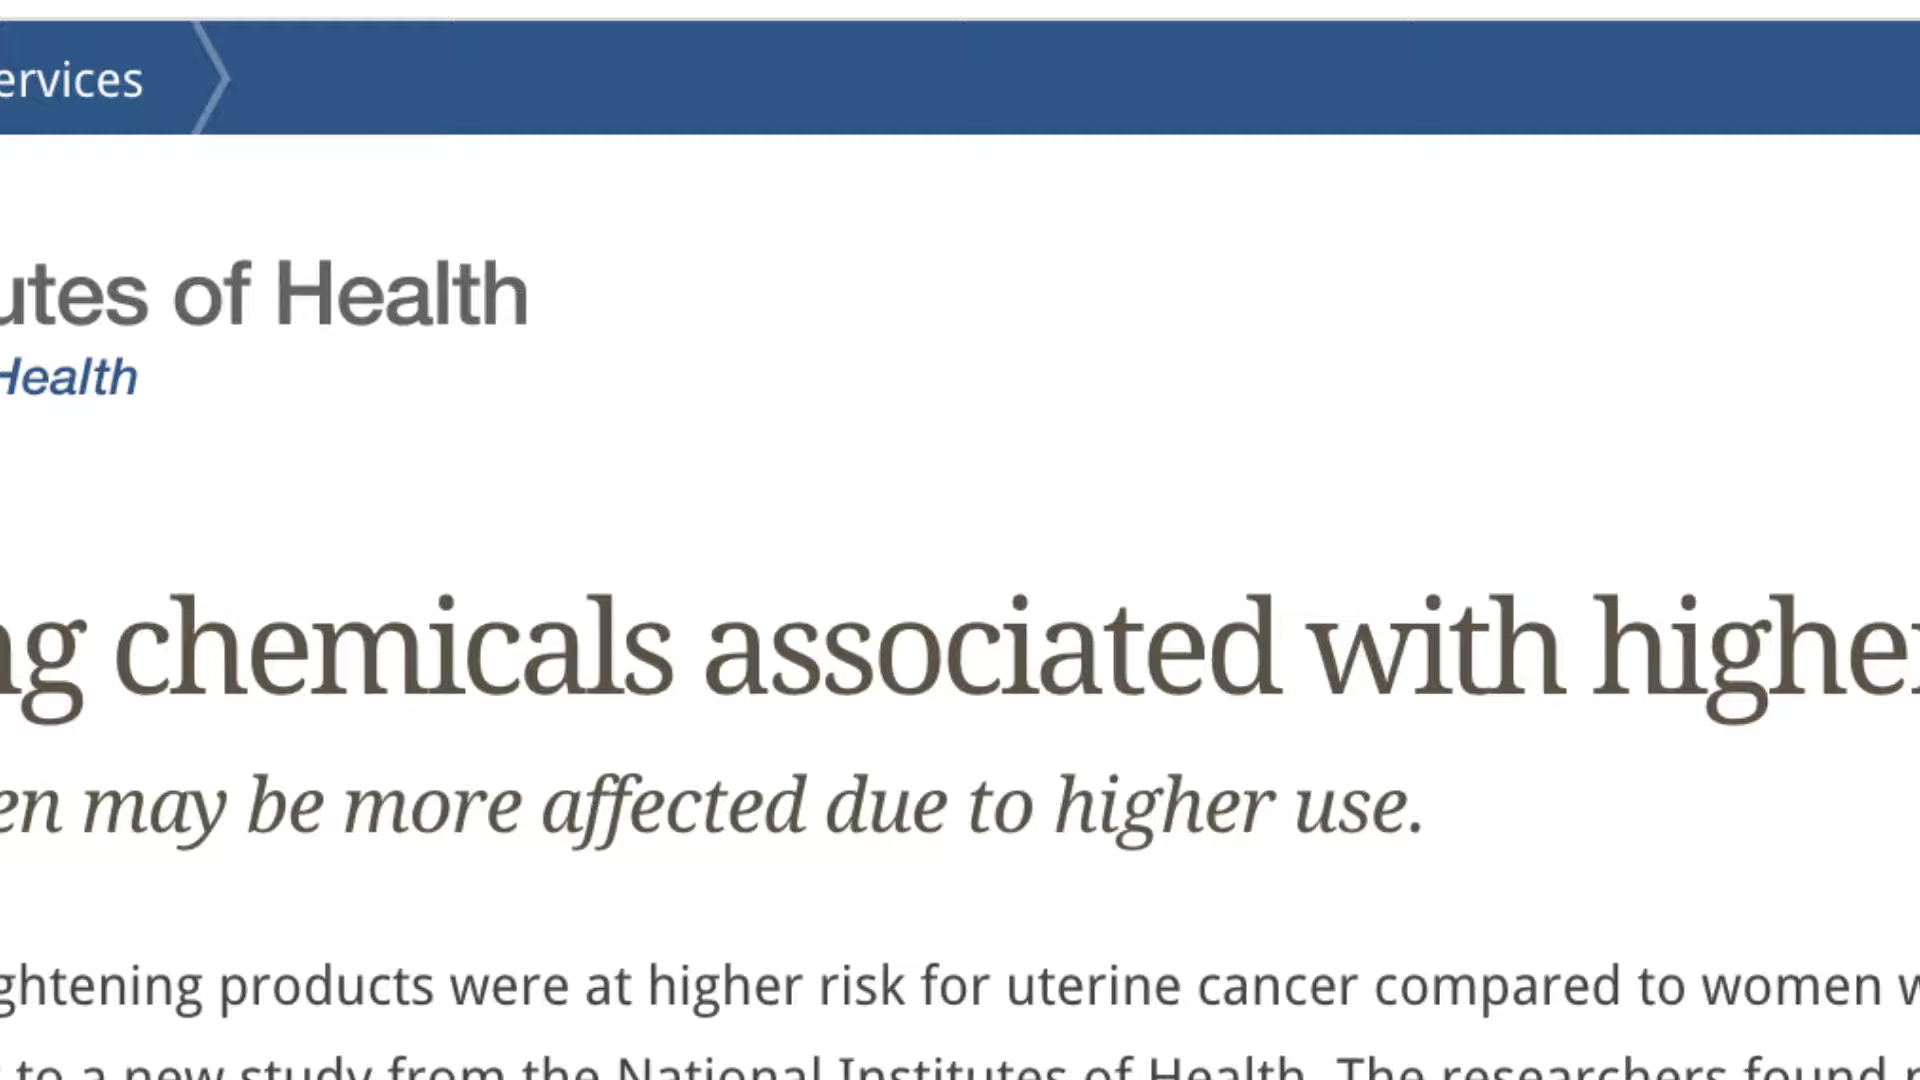 ervices
utes of Health
Health
ng chemicals associated with higher
en may be more affected due to higher use.
ghtening products were at higher risk for uterine cancer compared to women w
to a new study from the National Institutes of Health. The researchers found